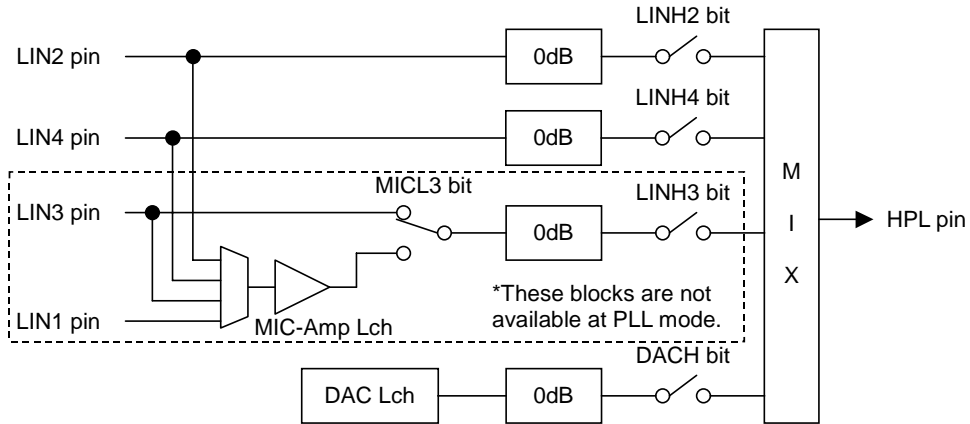 LINH2 bit
LIN2 pin
0dB
LINH4 bit
LIN4 pin
0dB
M
I
X
MICL3 bit
LINH3 bit
LIN3 pin
0dB
HPL pin
*These blocks are not
available at PLL mode.
LIN1 pin
MIC-Amp Lch
DACH bit
DAC Lch
0dB